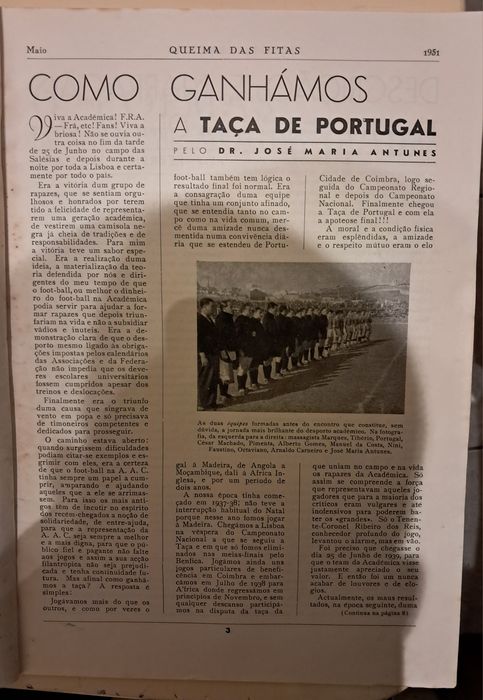 Maio
QUEIMA DAS FITAS
1951
COMO GANHÁMOS
A TAÇA DE PORTUGAL
PELO DR. JOSÉ MARIA ANTUNES
Viva a Académica! F.R.A.
—Frá, etc! Fans! Viva a
briosa! Não se ouvia ou-
tra coisa no fim da tarde
de 25 de Junho no campo das
Salésias e depois durante a
noite por toda a Lisboa e certa-
mente por todo o país.
Era a vitória dum grupo de
rapazes, que se sentiam orgu-
lhosos e honrados por terem
tido a felicidade de representa-
rem uma geração académica,
de vestirem uma camisola ne-
gra já cheia de tradições e de
responsabilidades. Para mim
a vitória teve um sabor espe-
cial. Era a realização duma
ideia, a materialização da teo-
ria defendida por nós e diri-
gentes do meu tempo de que
o foot-ball, ou melhor o dinhei-
ro do foot-ball na Académica
podia servir para ajudar a for-
mar rapazes que depois triun-
fariam na vida e não a subsidiar
vádios e inuteis. Era a de-
monstração clara de que o des-
porto mesmo ligado às obriga-
ções impostas pelos calendários
das Associações e da Federa-
ção não impedia que os deve-
res escolares universitários
fossem cumpridos apesar dos
treinos e deslocações.
Finalmente era o triunfo
duma causa que singrava de
vento em popa e só precisava
de timoneiros competentes e
dedicados para prosseguir.
O caminho estava aberto:
quando surgissem dificuldades
podiam citar-se exemplos e es-
grimir com eles, era a certeza
de que o foot-ball na A. A. C.
tinha sempre um papel a cum-
prir, amparando e ajudando
aqueles que a ele se arrimas-
sem. Para isso os mais anti-
gos têm de incutir no espírito
dos recém-chegados a noção de
solidariedade, de entre-ajuda,
para que a representação da
A. A. C. seja sempre a melhor
e a mais digna, para que o pú-
blico fiel e pagante não falte
aos jogos e assim a sua acção
filantropica não seja prejudi-
cada e tenha continuidade fu-
tura. Mas afinal como ganhá-
mos a taça? A resposta é
simples:
Jogávamos mais do que os
outros, e como por vezes o
foot-ball também tem lógica o
resultado final foi normal. Era
a consagração duma equipe
que tinha um conjunto afinado,
que se entendia tanto no cam-
po como na vida comum, mer-
cê duma amizade nunca des-
mentida numa convivência diá-
ria que se estendeu de Portu-
Cidade de Coimbra, logo se-
guida do Campeonato Regio-
nal e depois do Campeonato
Nacional. Finalmente chegou
a Taça de Portugal e com ela
a apoteose final!!!
A moral e a condição física
eram esplêndidas, a amizade
e o respeito mútuo eram o elo
As duas équipes formadas antes do encontro que constitue, sem
dúvida, a jornada mais brilhante do desporto académico. Na fotogra-
fia, da esquerda para a direita: massagista Marques, Tibério, Portugal,
César Machado, Pimenta, Alberto Gomes, Manuel da Costa, Nini,
Faustino, Octaviano, Arnaldo Carneiro e José Maria Antunes.
gal à Madeira, de Angola a
Moçambique, dali à Africa In-
glesa, e por um período de
dois anos.
A nossa época tinha come-
çado em 1937-38: não teve a
interrupção habitual do Natal
porque nesse ano fomos jogar
à Madeira. Chegamos a Lisboa
na véspera do Campeonato
Nacional a que se seguiu a
Taça e em que só fomos elimi-
nados nas meias-finais pelo
Benfica. Jogámos ainda uns
jogos particulares de benefi-
cência em Coimbra e embar-
cámos em Julho de 1938 para
Africa donde regressámos em
princípios de Novembro, e sem
qualquer descanso participá-
mos na disputa da taça da
que uniam no campo e na vida
os rapazes da Académica. Só
assim se compreende a força
que representavam aqueles jo-
gadores que para a maioria dos
críticos eram vulgares e até
inofensivos para poderem ba-
ter os «grandes». Só o Tenen-
te-Coronel Ribeiro dos Reis,
conhecedor profundo do jogo,
levantou o alarme, mas em vão.
Foi preciso que chegasse o
dia 25 de Junho de 1939, para
que o team da Académica visse
justamente apreciado o seu
valor. E então foi um nunca
acabar de louvores e de elo-
gios.
Actualmente, os maus resul-
tados, na época seguinte, duma
(Continua na página 8)
3